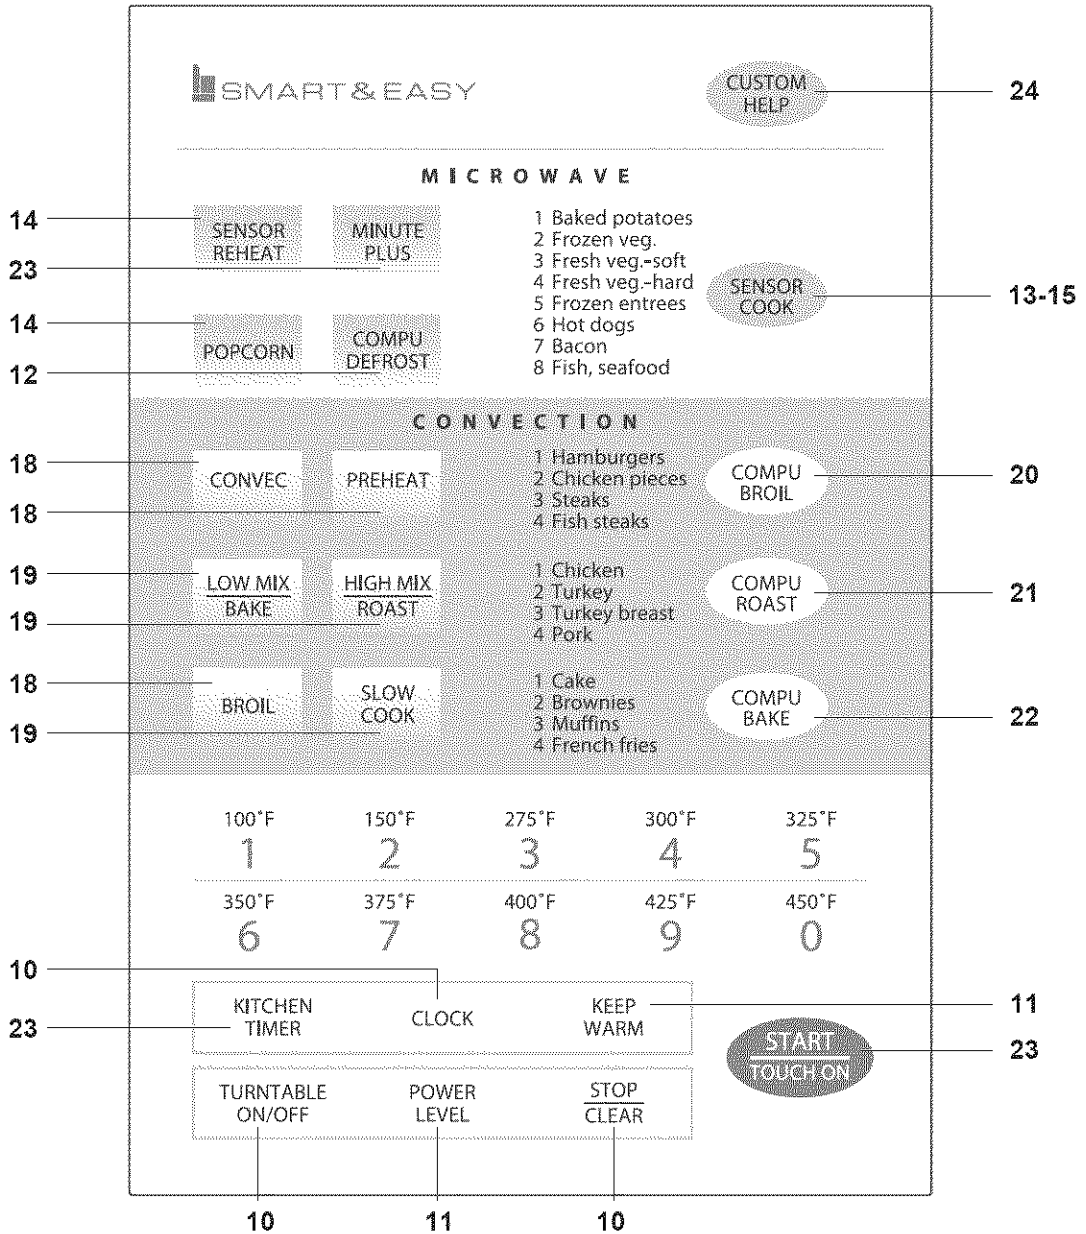 SMART & EASY
CUSTOM
HELP
24
MICROWAVE
14
SENSOR
REHEAT
MINUTE
PLUS
23
1 Baked potatoes
2 Frozen veg.
3 Fresh veg.-soft
4 Fresh veg.-hard
5 Frozen entrees
6 Hot dogs
7 Bacon
8 Fish, seafood
SENSOR
COOK
13-15
14
POPCORN
COMPU
DEFROST
12
CONVECTION
18
CONVEC
PREHEAT
18
1 Hamburgers
2 Chicken pieces
3 Steaks
4 Fish steaks
COMPU
BROIL
20
19
LOW MIX
BAKE
HIGH MIX
ROAST
19
1 Chicken
2 Turkey
3 Turkey breast
4 Pork
COMPU
ROAST
21
18
BROIL
SLOW
COOK
19
1 Cake
2 Brownies
3 Muffins
4 French fries
COMPU
BAKE
22
100°F 150°F 275°F 300°F 325°F
1 2 3 4 5
350°F 375°F 400°F 425°F 450°F
6 7 8 9 0
10
KITCHEN
TIMER
23
CLOCK
KEEP
WARM
11
START
TOUCH ON
23
TURNTABLE
ON/OFF
POWER
LEVEL
STOP
CLEAR
10 11 10